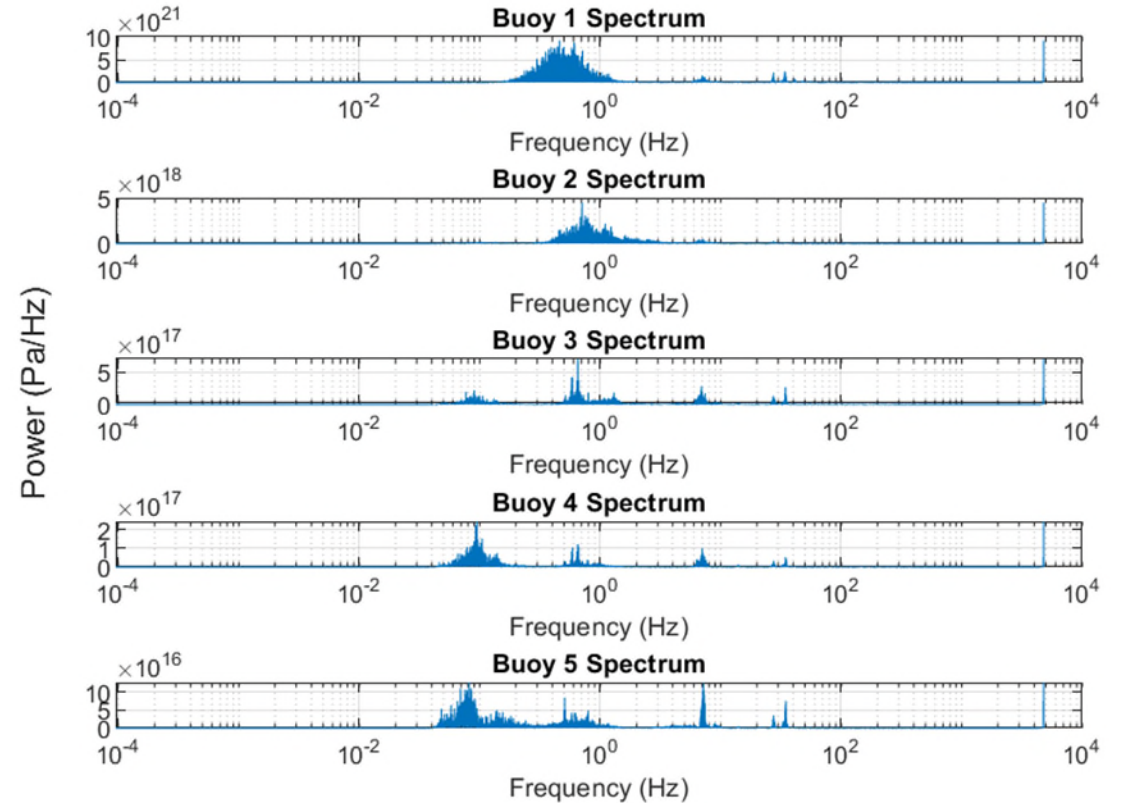 Buoy 1 Spectrum
×10^21
10
5
0
10^-4 10^-2 10^0 10^2 10^4
Frequency (Hz)
Buoy 2 Spectrum
×10^18
5
0
10^-4 10^-2 10^0 10^2 10^4
Frequency (Hz)
Power (Pa/Hz)
Buoy 3 Spectrum
×10^17
5
0
10^-4 10^-2 10^0 10^2 10^4
Frequency (Hz)
Buoy 4 Spectrum
×10^17
2
1
0
10^-4 10^-2 10^0 10^2 10^4
Frequency (Hz)
Buoy 5 Spectrum
×10^16
10
5
0
10^-4 10^-2 10^0 10^2 10^4
Frequency (Hz)